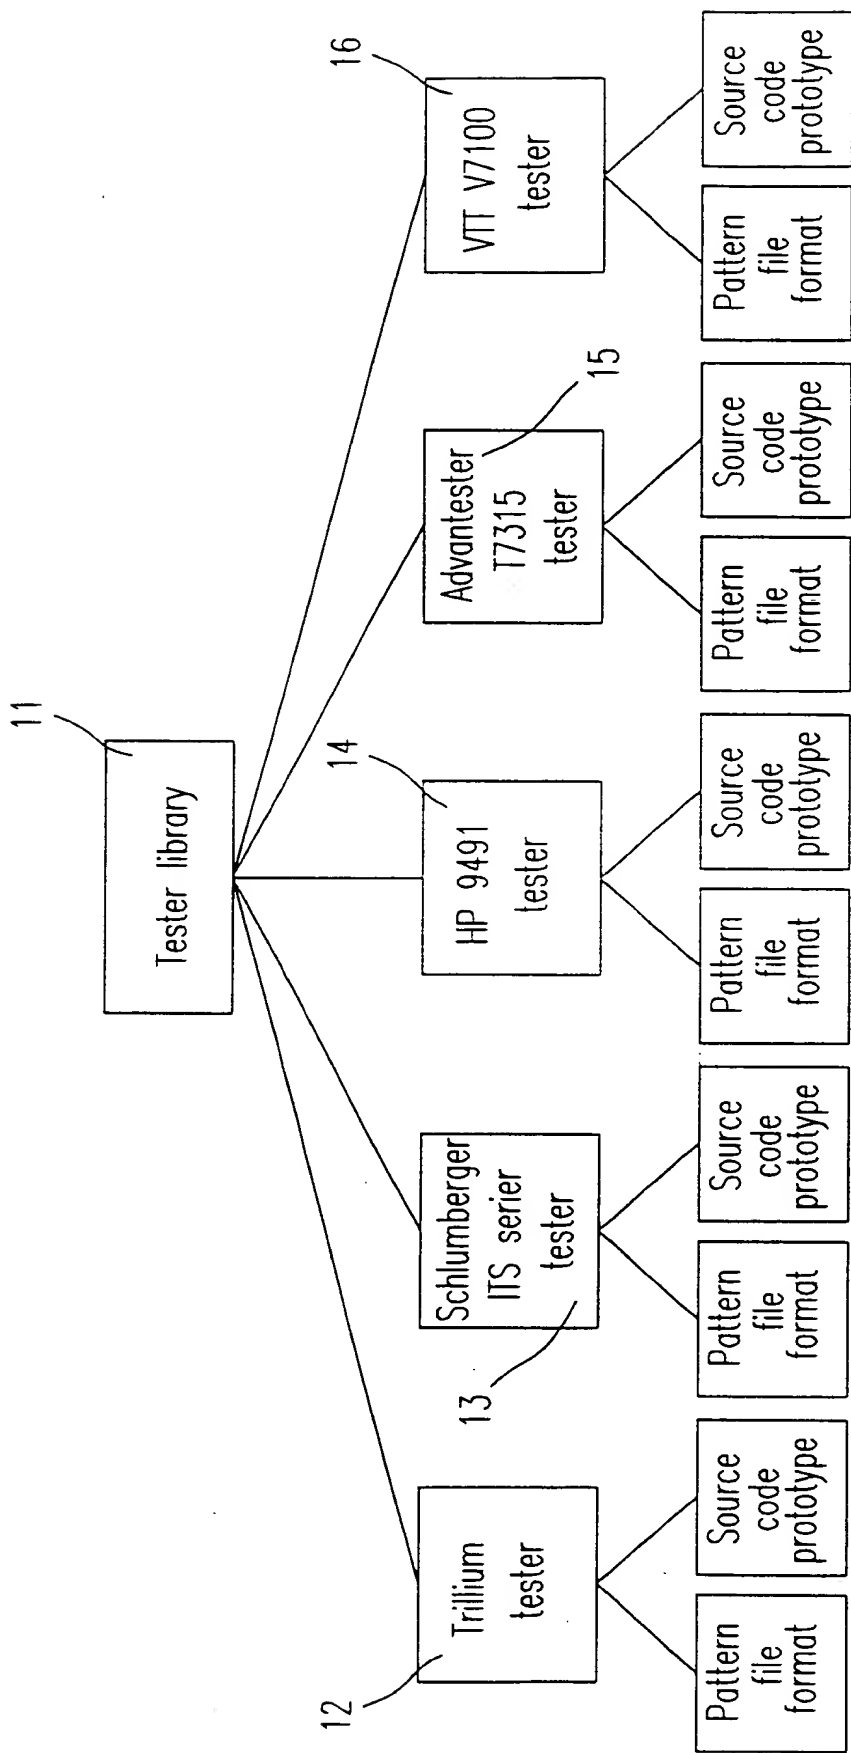 11
Tester library
12
Trillium
tester
13
Schlumberger
ITS serier
tester
14
HP 9491
tester
15
Advantester
T7315
tester
16
VTT V7100
tester
Pattern
file
format
Source
code
prototype
Pattern
file
format
Source
code
prototype
Pattern
file
format
Source
code
prototype
Pattern
file
format
Source
code
prototype
Pattern
file
format
Source
code
prototype